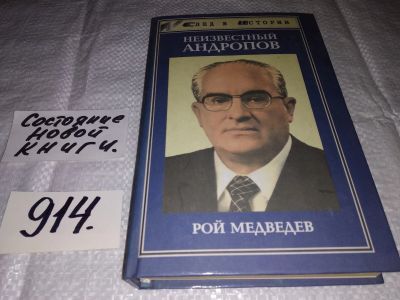 След в истории
НЕИЗВЕСТНЫЙ
АНДРОПОВ
РОЙ МЕДВЕДЕВ
Состояние
новой
книги.
914.